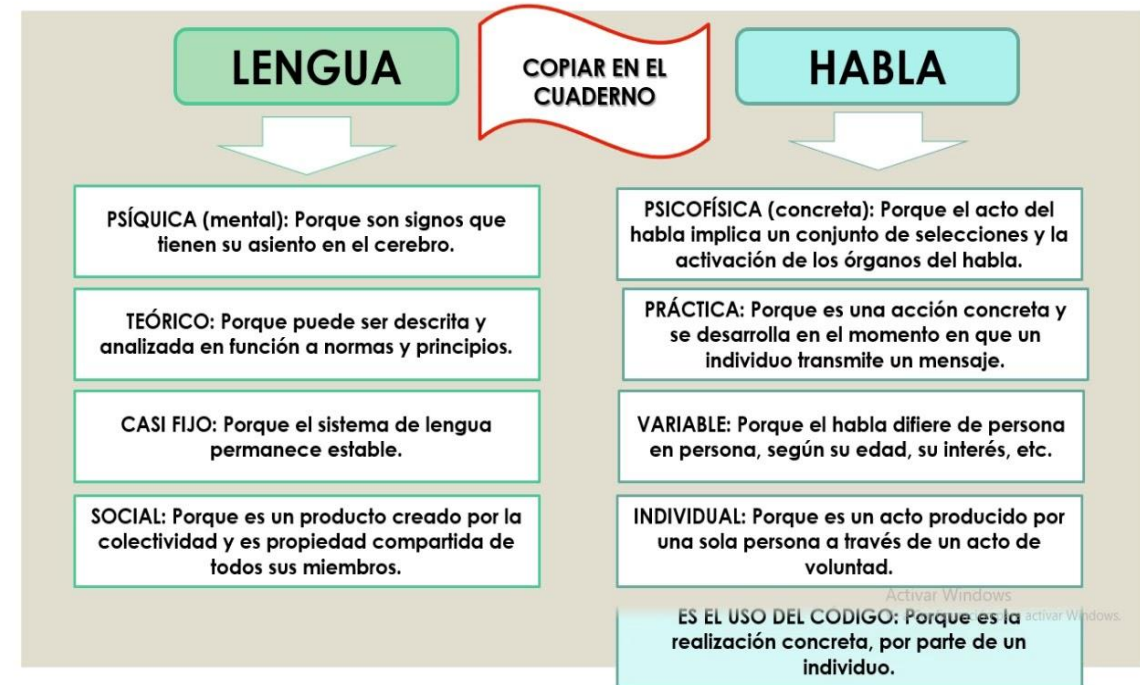 LENGUA
COPIAR EN EL
CUADERNO
HABLA
PSÍQUICA (mental): Porque son signos que
tienen su asiento en el cerebro.
TEÓRICO: Porque puede ser descrita y
analizada en función a normas y principios.
CASI FIJO: Porque el sistema de lengua
permanece estable.
SOCIAL: Porque es un producto creado por la
colectividad y es propiedad compartida de
todos sus miembros.
PSICOFÍSICA (concreta): Porque el acto del
habla implica un conjunto de selecciones y la
activación de los órganos del habla.
PRÁCTICA: Porque es una acción concreta y
se desarrolla en el momento en que un
individuo transmite un mensaje.
VARIABLE: Porque el habla difiere de persona
en persona, según su edad, su interés, etc.
INDIVIDUAL: Porque es un acto producido por
una sola persona a través de un acto de
voluntad.
Activar Windows
activar Windows.
ES EL USO DEL CÓDIGO: Porque es la
realización concreta, por parte de un
individuo.